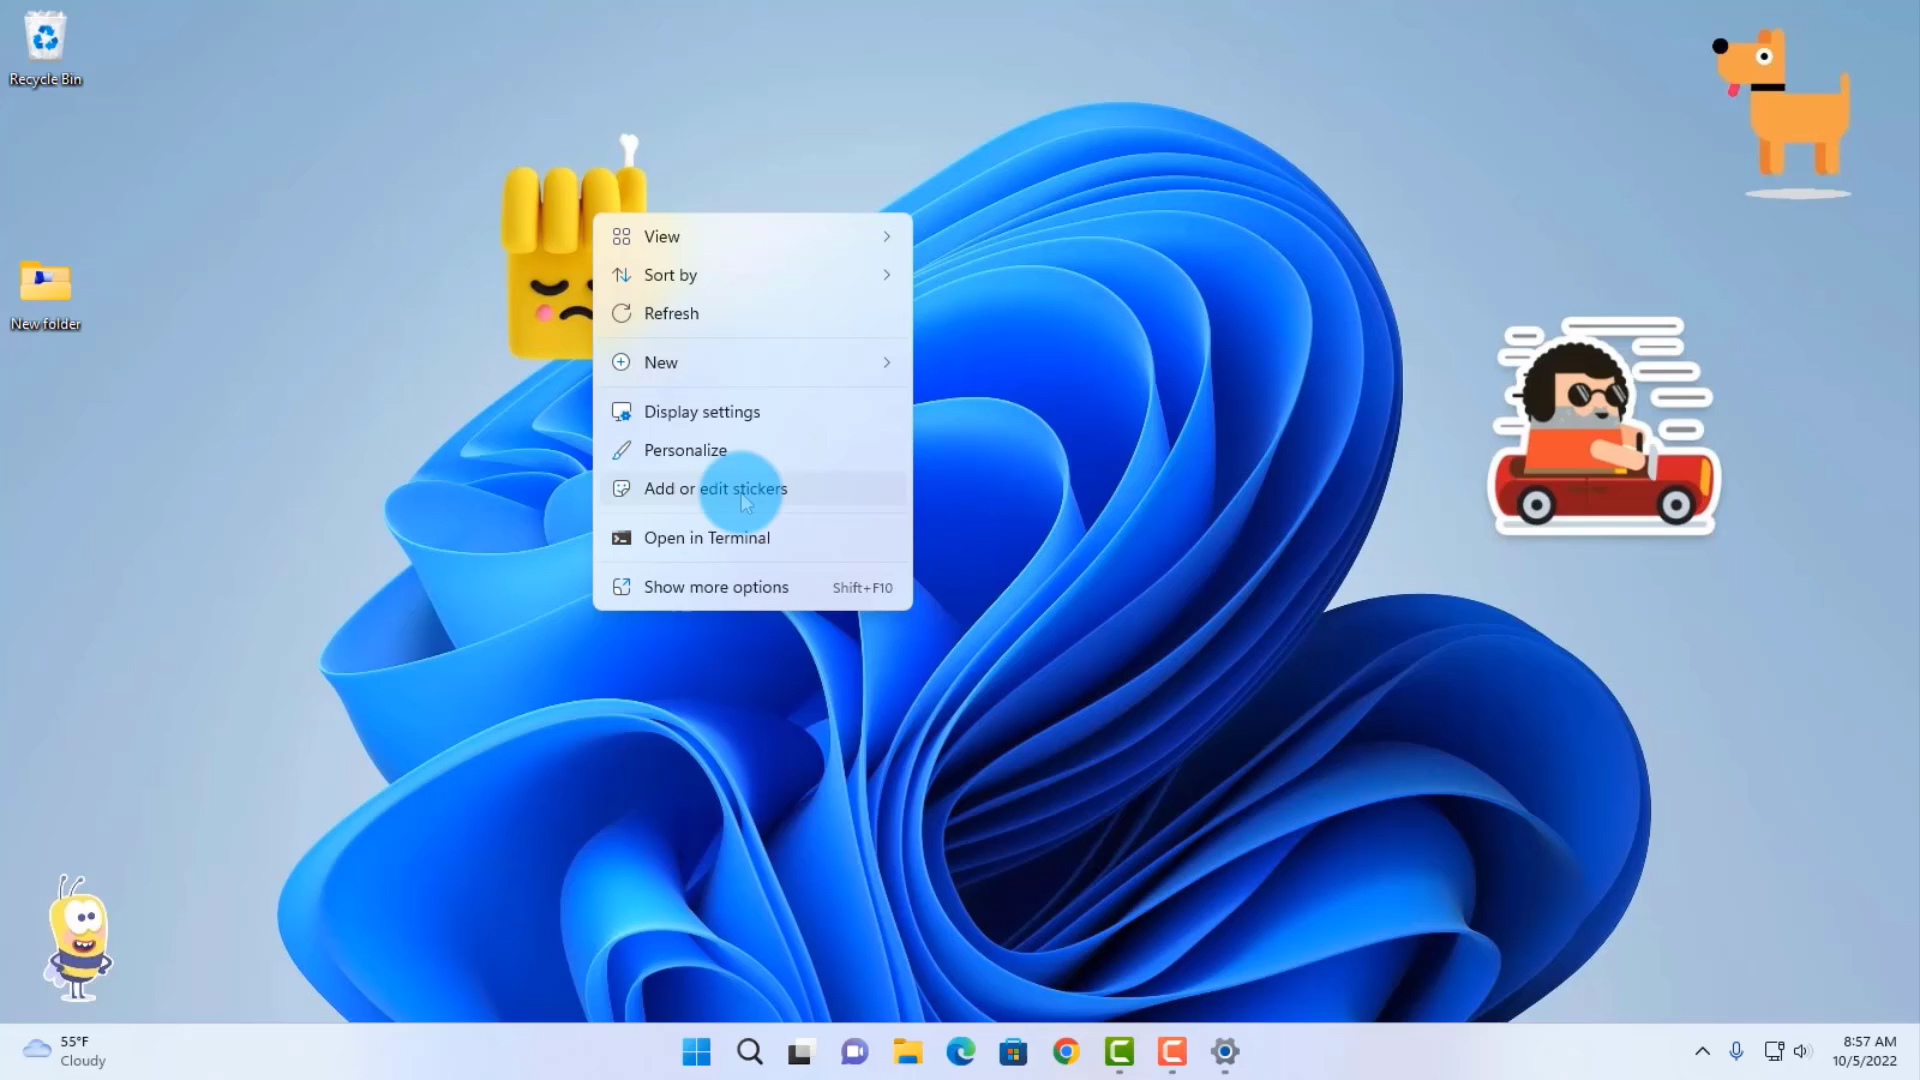 Recycle Bin
New folder
View
Sort by
Refresh
New
Display settings
Personalize
Add or edit stickers
Open in Terminal
Show more options Shift+F10
55°F
Cloudy
8:57 AM
10/5/2022